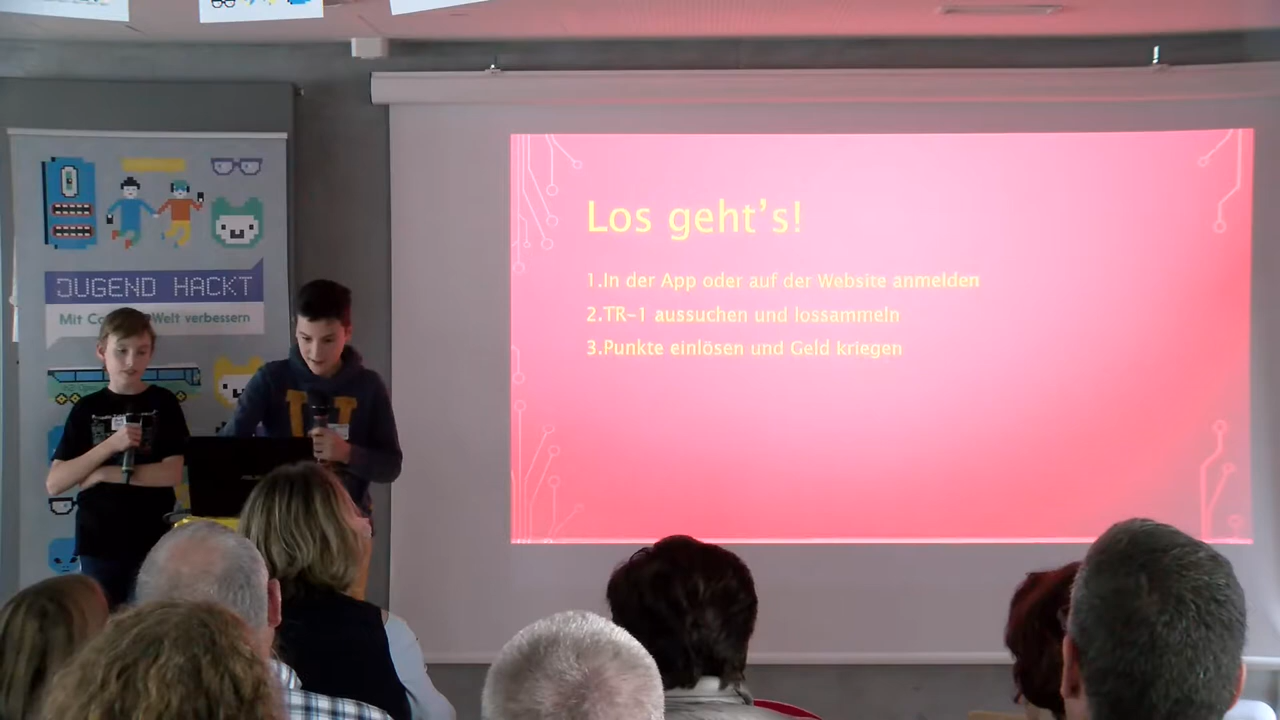 JUGEND HACKT
Mit Co Welt verbessern
Los geht's!
1.In der App oder auf der Website anmelden
2.TR-1 aussuchen und lossammeln
3.Punkte einlösen und Geld kriegen